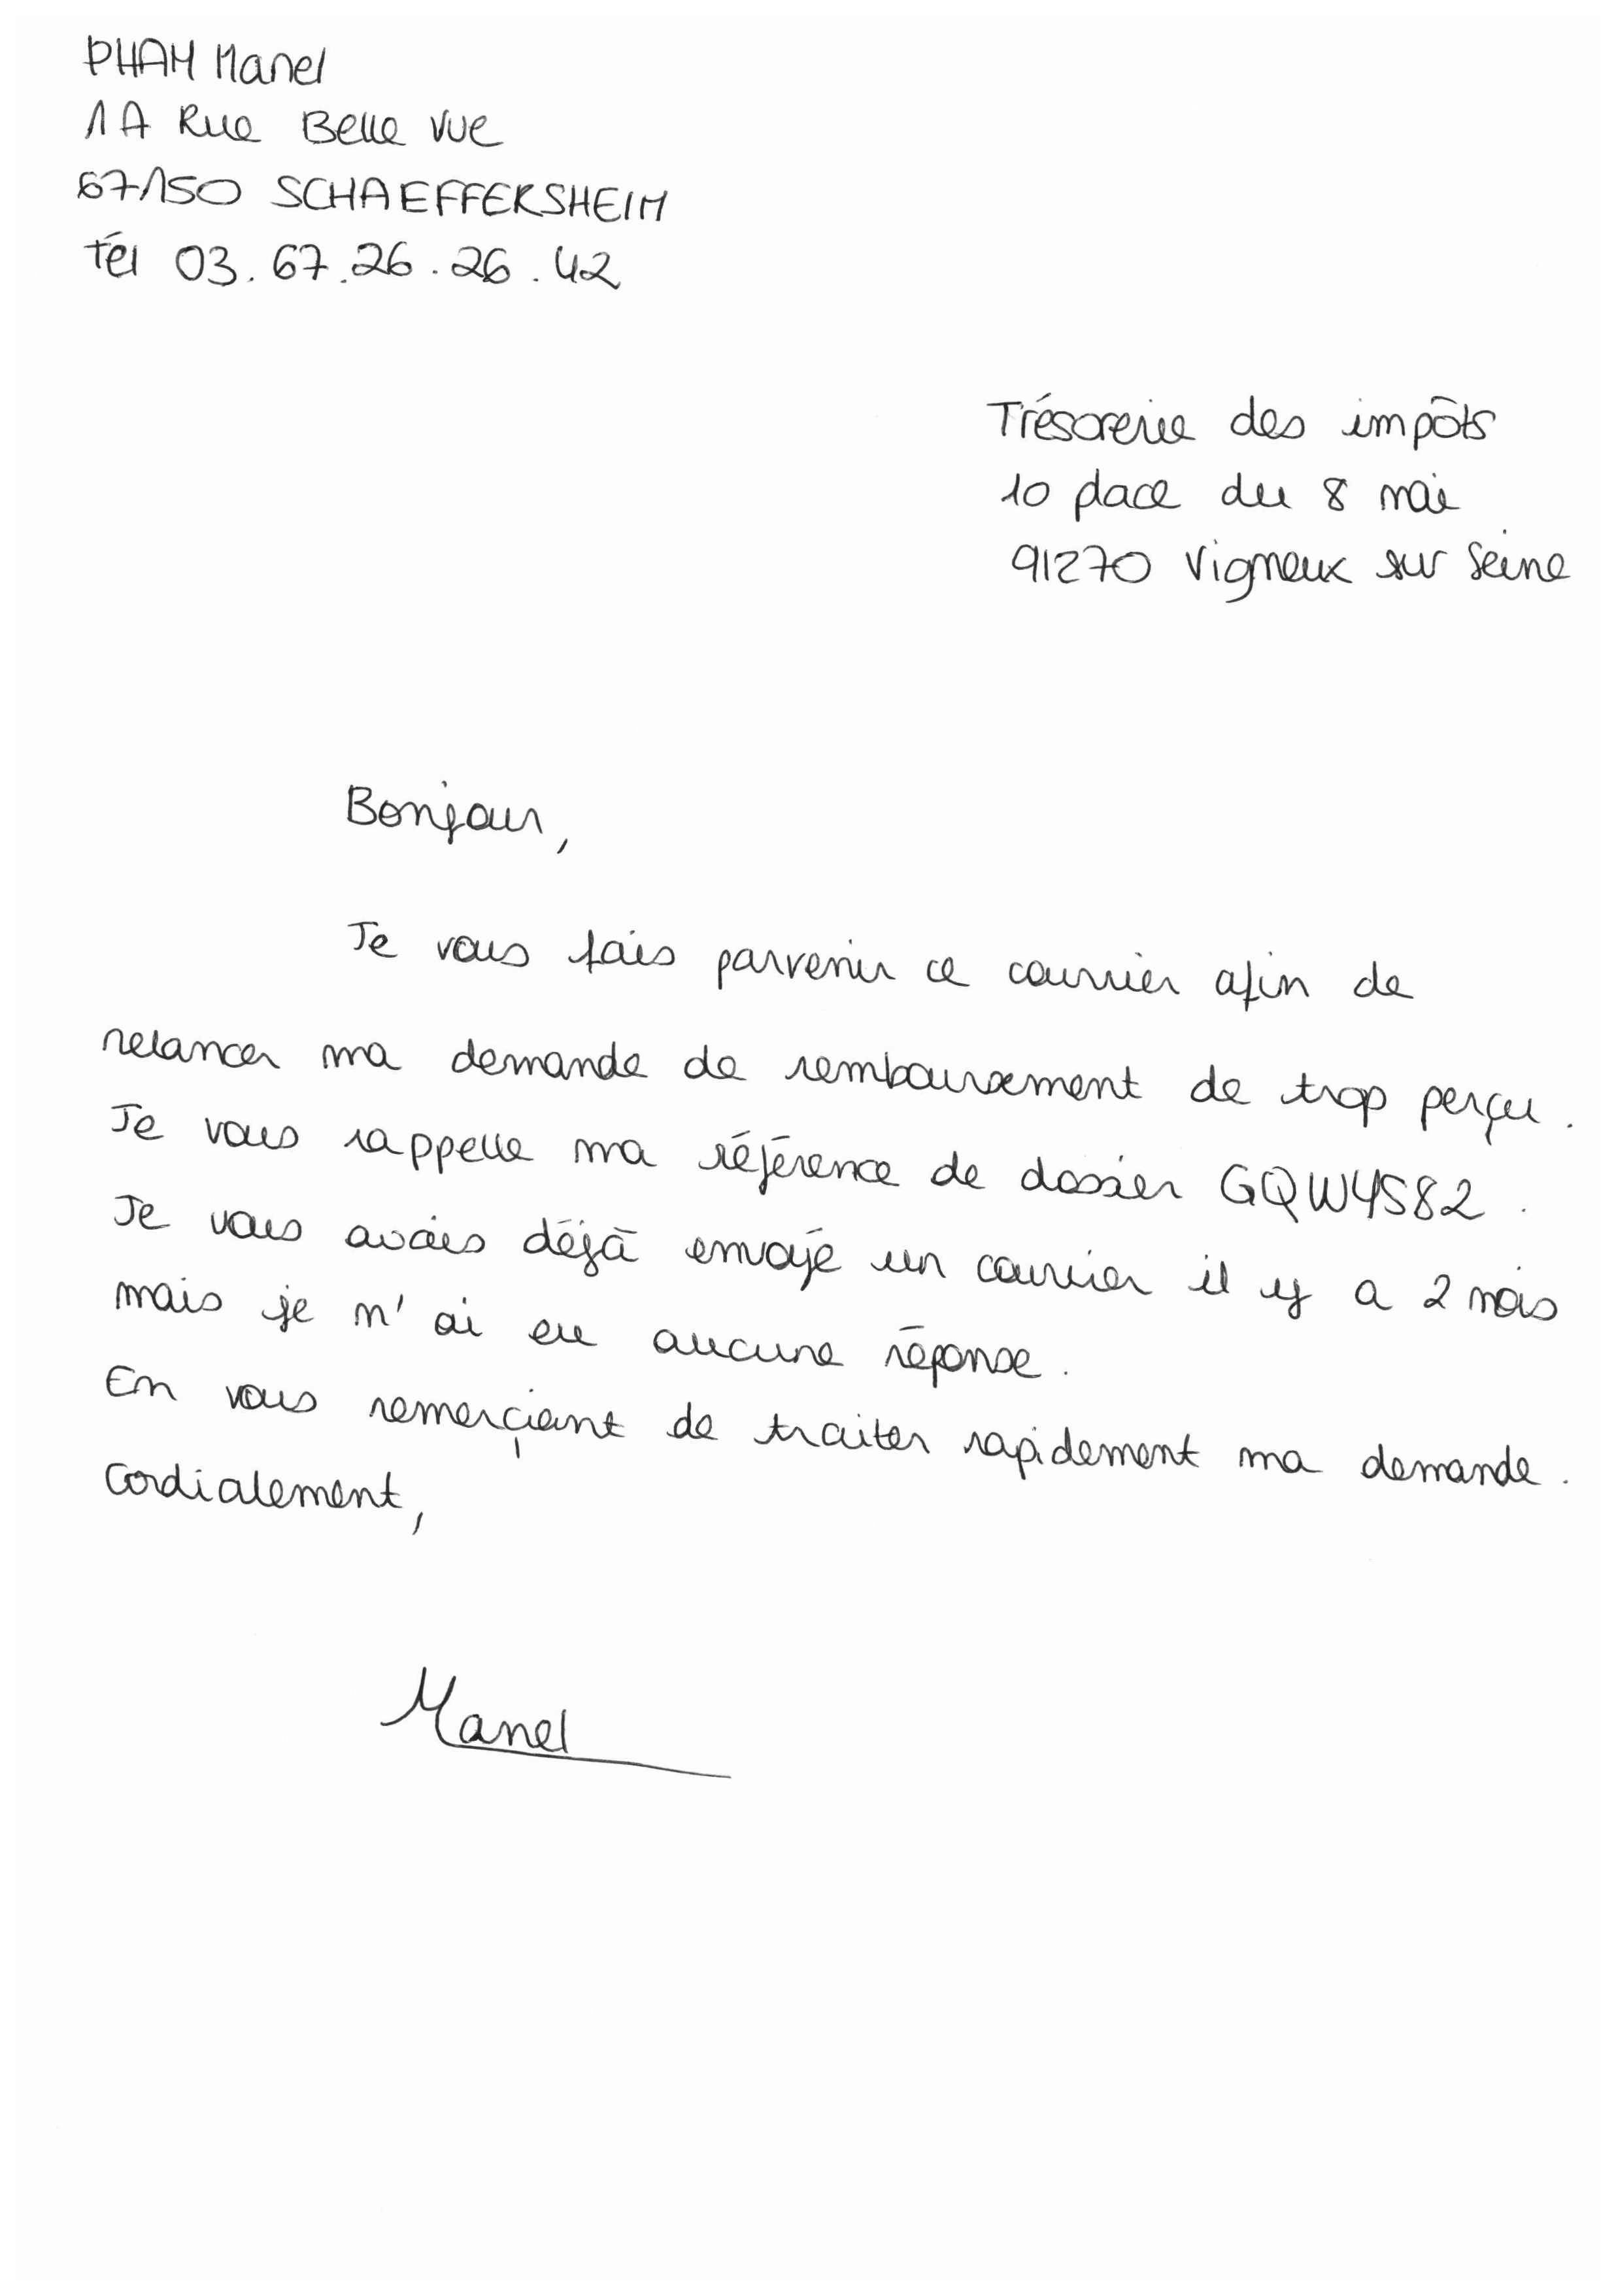 PHAM Manel
1A Rue Belle Vue
67150 SCHAEFFERSHEIM
tél 03.67.26.26.42
Trésorerie des impôts
10 place du 8 mai
91270 Vigneux sur Seine
Bonjour,
Je vous fais parvenir ce courrier afin de
relancer ma demande de remboursement de trop perçu.
Je vous rappelle ma référence de dossier GQW4S82.
Je vous avais déjà envoyé un courrier il y a 2 mois
mais je n'ai eu aucune réponse.
En vous remerçiant de traiter rapidement ma demande.
Cordialement,
Manel